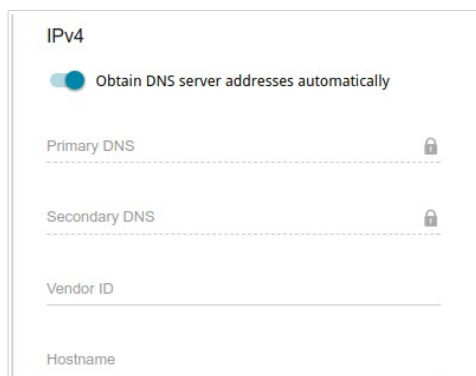 IPv4
Obtain DNS server addresses automatically
Primary DNS
Secondary DNS
Vendor ID
Hostname